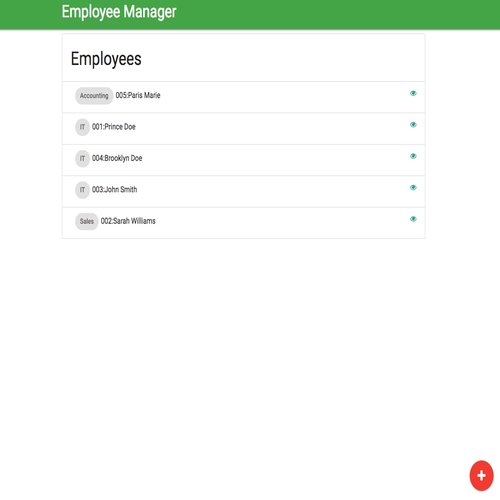 Employee Manager
Employees
Accounting 005:Paris Marie
IT 001:Prince Doe
IT 004:Brooklyn Doe
IT 003:John Smith
Sales 002:Sarah Williams
+